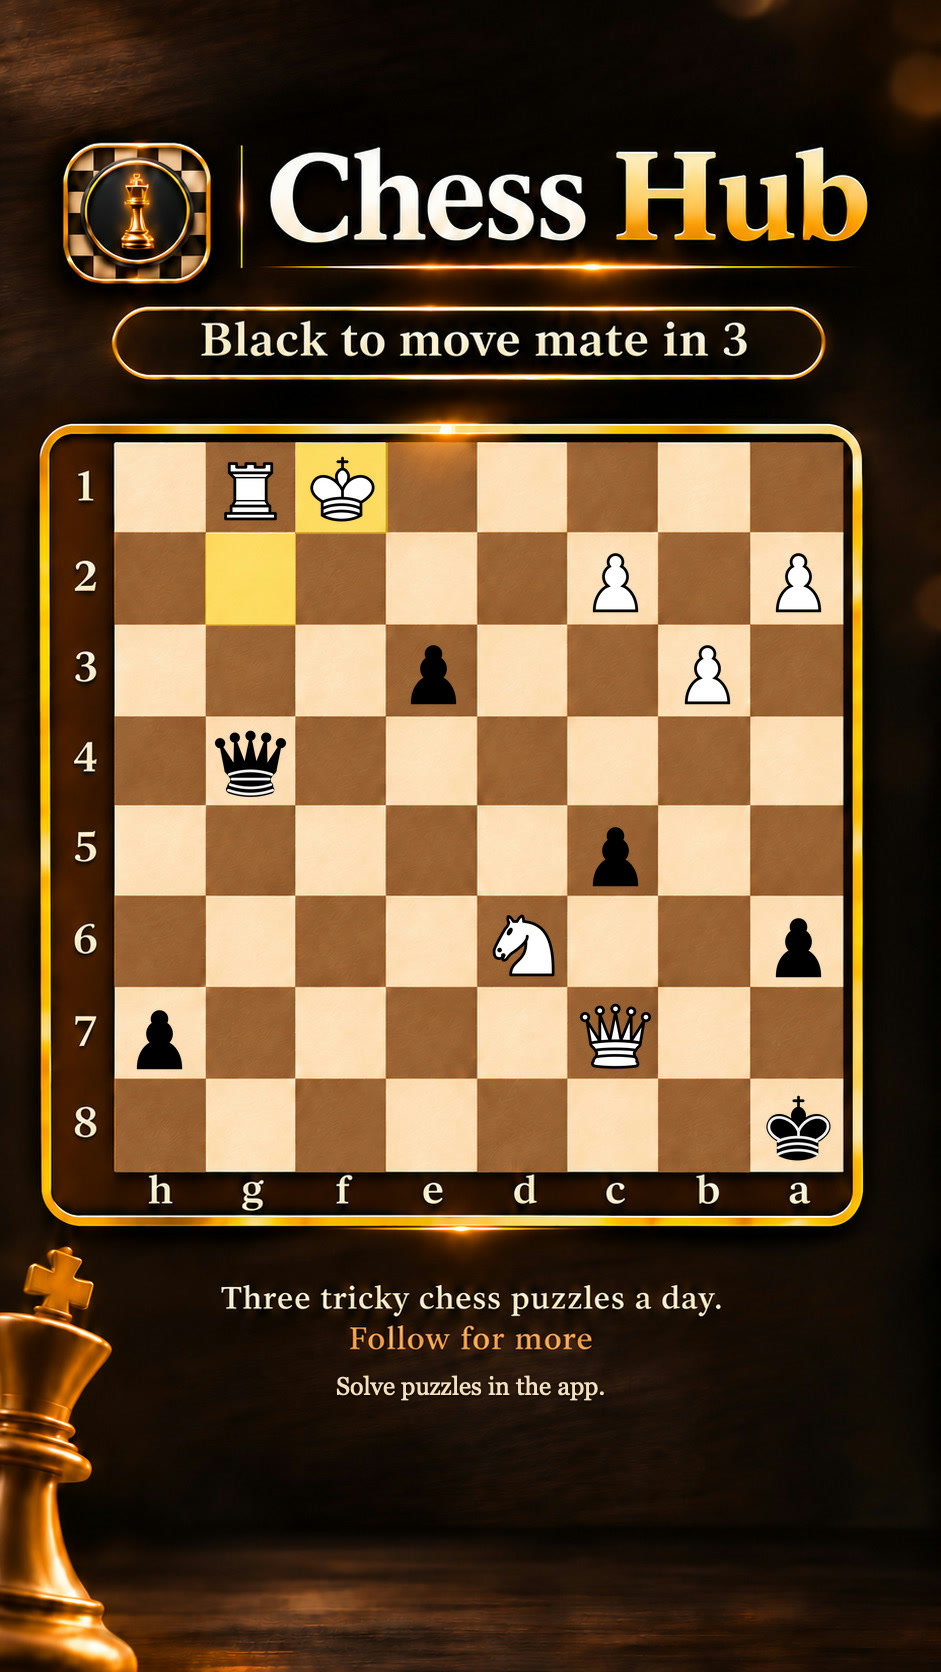 Chess Hub
Black to move mate in 3
1
2
3
4
5
6
7
8
h g f e d c b a
Three tricky chess puzzles a day.
Follow for more
Solve puzzles in the app.